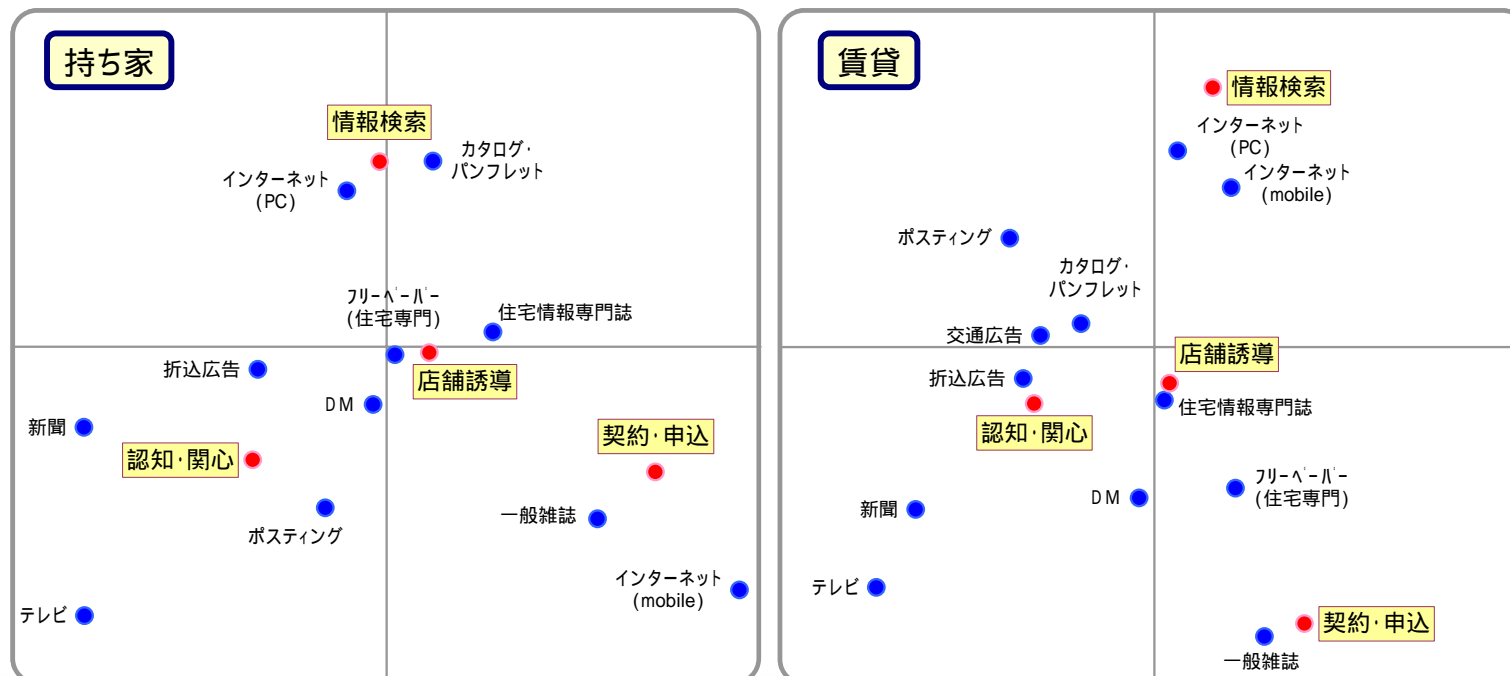 持ち家
情報検索
カタログ・
パンフレット
インターネット
(PC)
フリーペーパー
(住宅専門)
住宅情報専門誌
折込広告
店舗誘導
DM
新聞
契約・申込
認知・関心
一般雑誌
ポスティング
インターネット
(mobile)
テレビ
賃貸
情報検索
インターネット
(PC)
インターネット
(mobile)
ポスティング
カタログ・
パンフレット
交通広告
店舗誘導
折込広告
住宅情報専門誌
認知・関心
フリーペーパー
(住宅専門)
DM
新聞
テレビ
契約・申込
一般雑誌